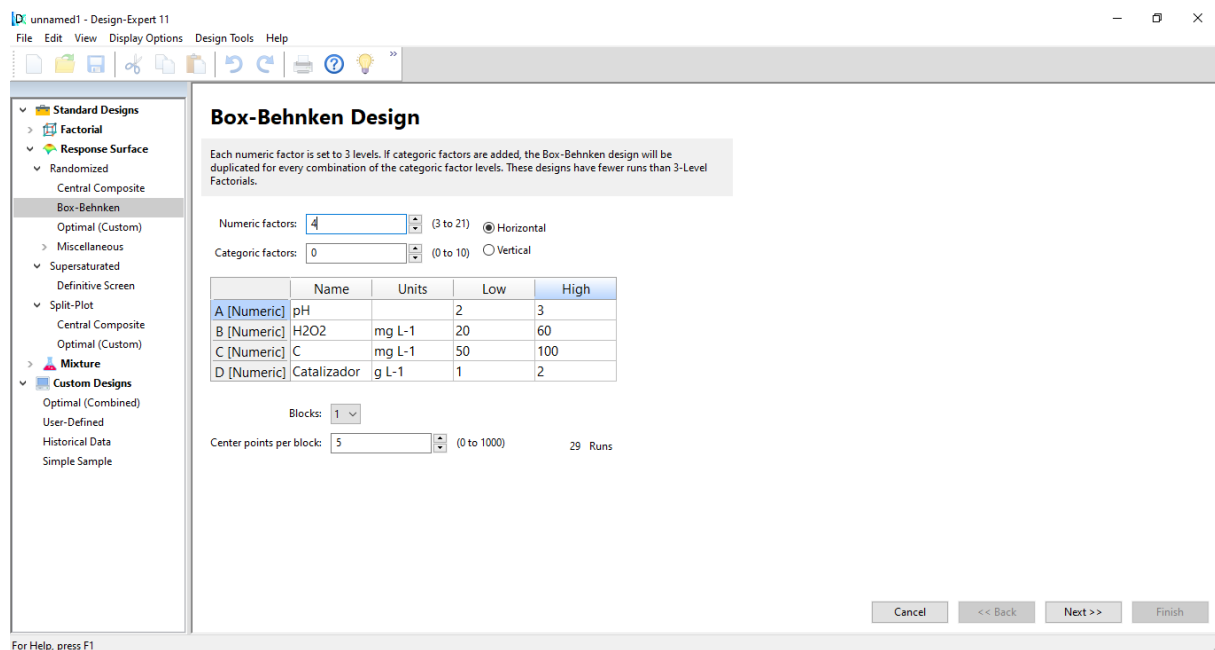 unnamed1 - Design-Expert 11
File Edit View Display Options Design Tools Help
»
Standard Designs
Factorial
Response Surface
Randomized
Central Composite
Box-Behnken
Optimal (Custom)
Miscellaneous
Supersaturated
Definitive Screen
Split-Plot
Central Composite
Optimal (Custom)
Mixture
Custom Designs
Optimal (Combined)
User-Defined
Historical Data
Simple Sample
Box-Behnken Design
Each numeric factor is set to 3 levels. If categoric factors are added, the Box-Behnken design will be
duplicated for every combination of the categoric factor levels. These designs have fewer runs than 3-Level
Factorials.
Numeric factors: 4 (3 to 21) Horizontal
Categoric factors: 0 (0 to 10) Vertical
Name Units Low High
A [Numeric] pH 2 3
B [Numeric] H2O2 mg L-1 20 60
C [Numeric] C mg L-1 50 100
D [Numeric] Catalizador g L-1 1 2
Blocks: 1
Center points per block: 5 (0 to 1000) 29 Runs
Cancel << Back Next >> Finish
For Help, press F1